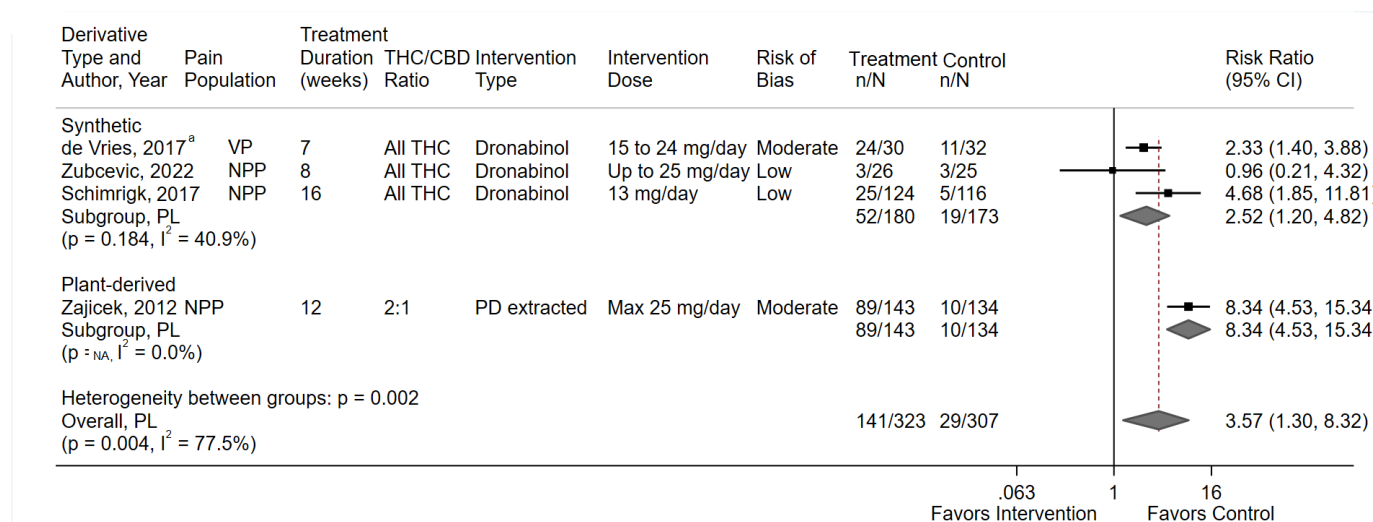 Derivative Treatment
Type and Pain Duration THC/CBD Intervention Intervention Risk of Treatment Control Risk Ratio
Author, Year Population (weeks) Ratio Type Dose Bias n/N n/N (95% CI)
Synthetic
de Vries, 2017a VP 7 All THC Dronabinol 15 to 24 mg/day Moderate 24/30 11/32 2.33 (1.40, 3.88)
Zubcevic, 2022 NPP 8 All THC Dronabinol Up to 25 mg/day Low 3/26 3/25 0.96 (0.21, 4.32)
Schimrigk, 2017 NPP 16 All THC Dronabinol 13 mg/day Low 25/124 5/116 4.68 (1.85, 11.81)
Subgroup, PL 52/180 19/173 2.52 (1.20, 4.82)
(p = 0.184, I2 = 40.9%)
Plant-derived
Zajicek, 2012 NPP 12 2:1 PD extracted Max 25 mg/day Moderate 89/143 10/134 8.34 (4.53, 15.34
Subgroup, PL 89/143 10/134 8.34 (4.53, 15.34
(p = NA, I2 = 0.0%)
Heterogeneity between groups: p = 0.002
Overall, PL 141/323 29/307 3.57 (1.30, 8.32)
(p = 0.004, I2 = 77.5%)
.063 1 16
Favors Intervention Favors Control